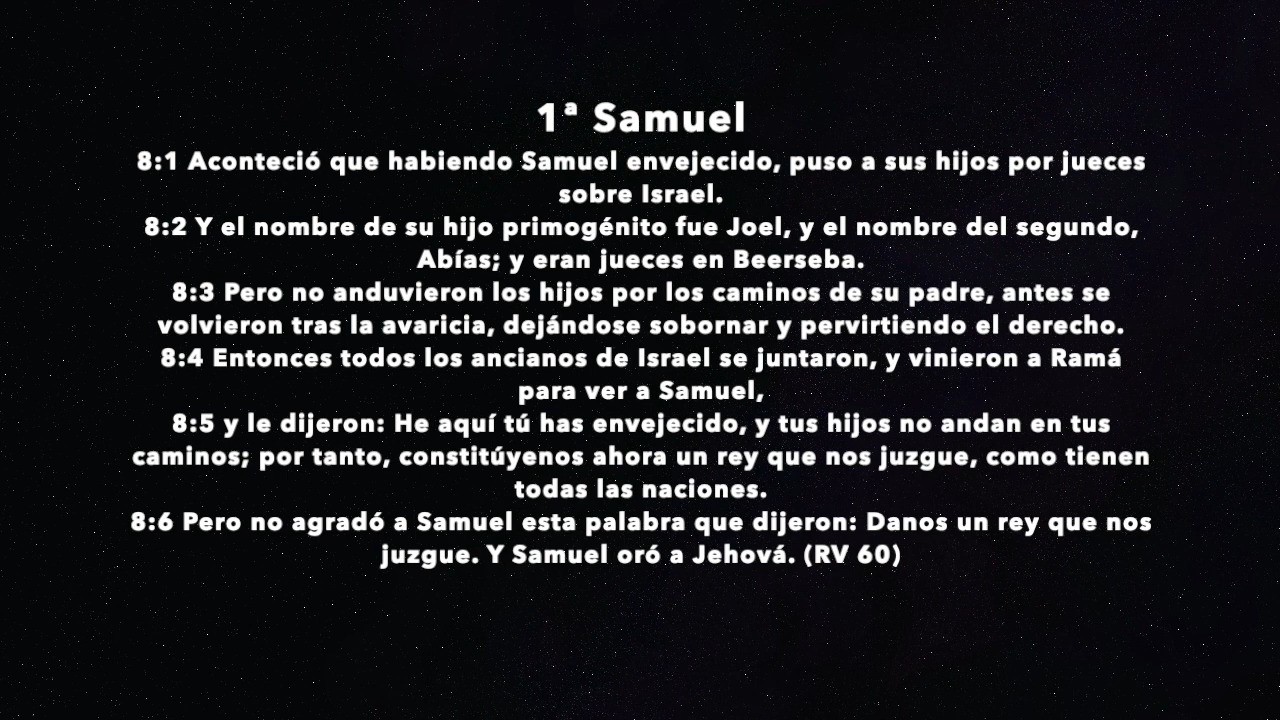 1ª Samuel
8:1 Aconteció que habiendo Samuel envejecido, puso a sus hijos por jueces
sobre Israel.
8:2 Y el nombre de su hijo primogénito fue Joel, y el nombre del segundo,
Abías; y eran jueces en Beerseba.
8:3 Pero no anduvieron los hijos por los caminos de su padre, antes se
volvieron tras la avaricia, dejándose sobornar y pervirtiendo el derecho.
8:4 Entonces todos los ancianos de Israel se juntaron, y vinieron a Ramá
para ver a Samuel,
8:5 y le dijeron: He aquí tú has envejecido, y tus hijos no andan en tus
caminos; por tanto, constitúyenos ahora un rey que nos juzgue, como tienen
todas las naciones.
8:6 Pero no agradó a Samuel esta palabra que dijeron: Danos un rey que nos
juzgue. Y Samuel oró a Jehová. (RV 60)